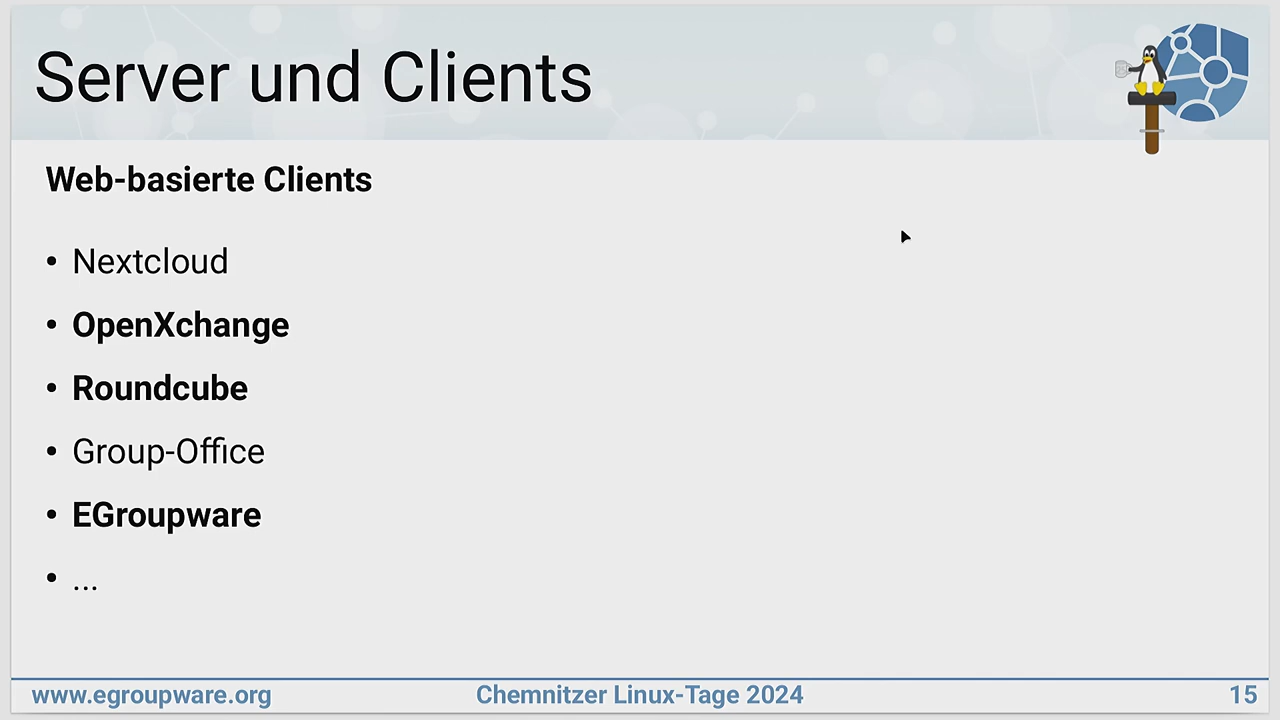 Server und Clients
Web-basierte Clients
• Nextcloud
• OpenXchange
• Roundcube
• Group-Office
• EGroupware
• ...
www.egroupware.org
Chemnitzer Linux-Tage 2024
15